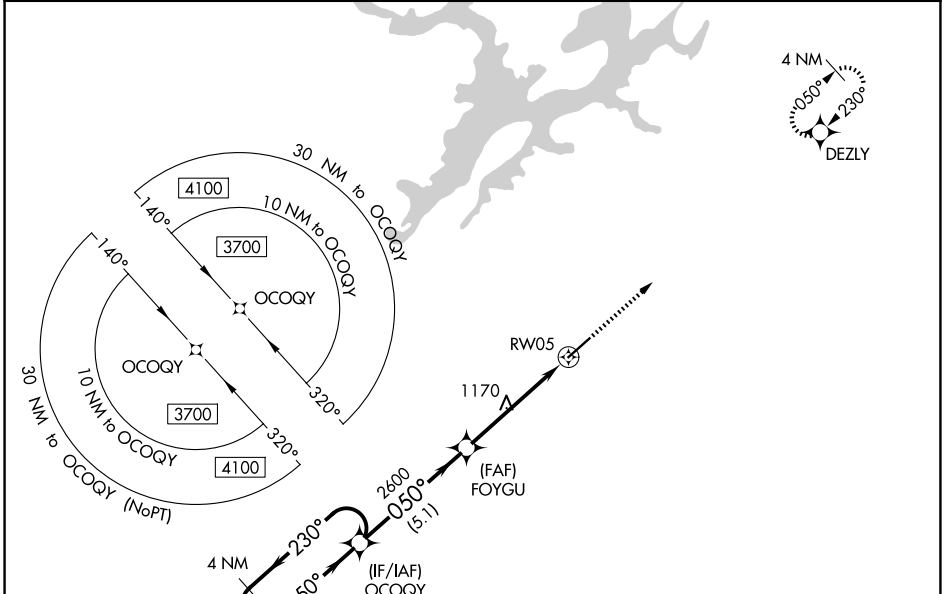 4 NM
050°
230°
DEZLY
30 NM to OCOQY
4100
140°
10 NM to OCOQY
3700
OCOQY
320°
140°
OCOQY
10 NM to OCOQY
3700
320°
4100
30 NM to OCOQY (NoPT)
RW05
1170
(FAF)
FOYGU
2600
050°
(5.1)
230°
4 NM
(IF/IAF)
OCOQY